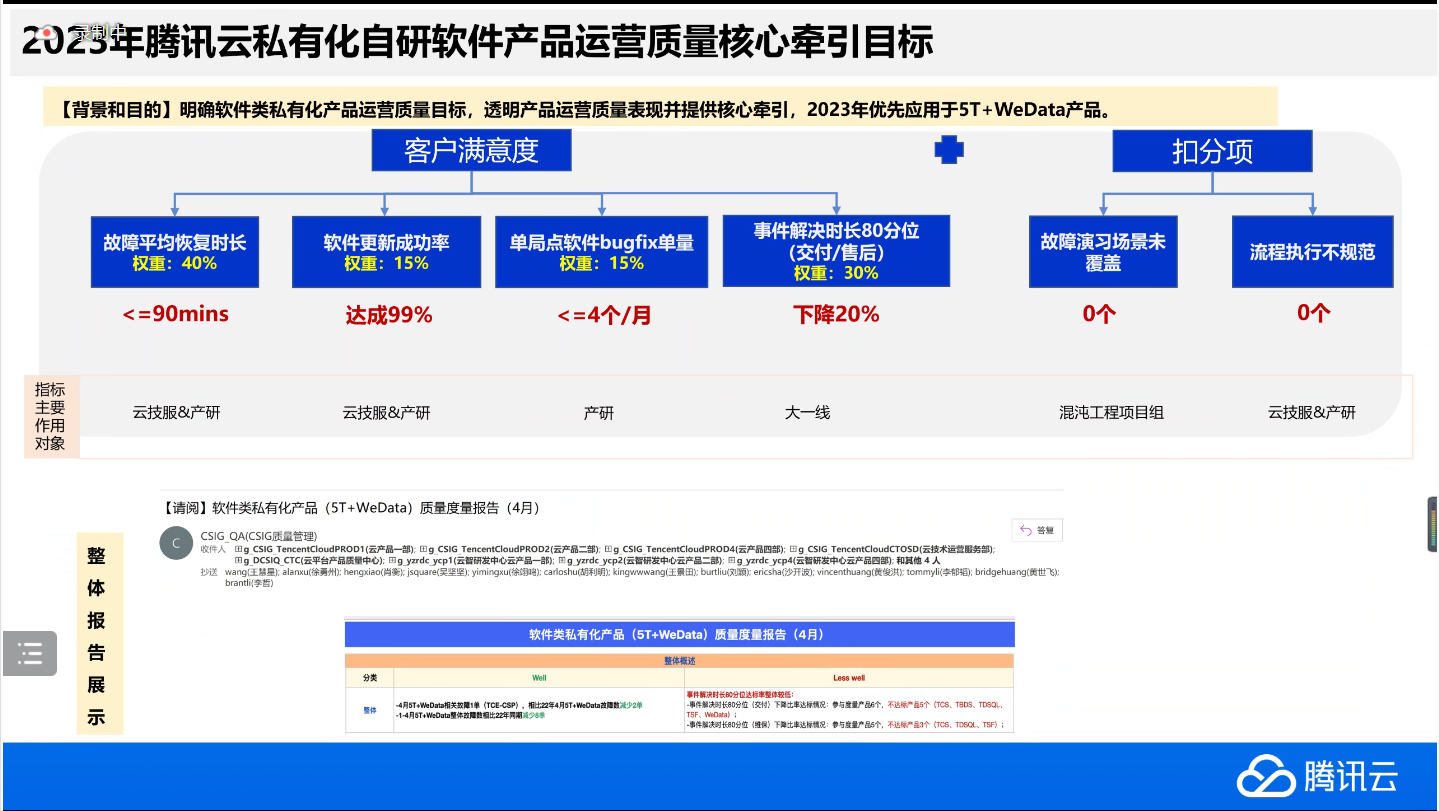 2023年腾讯云私有化自研软件产品运营质量核心牵引目标
录制中
【背景和目的】明确软件类私有化产品运营质量目标，透明产品运营质量表现并提供核心牵引，2023年优先应用于5T+WeData产品。
客户满意度
扣分项
故障平均恢复时长
权重：40%
软件更新成功率
权重：15%
单局点软件bugfix单量
权重：15%
事件解决时长80分位
（交付/售后）
权重：30%
故障演习场景未
覆盖
流程执行不规范
<=90mins
达成99%
<=4个/月
下降20%
0个
0个
指标
主要
作用
对象
云技服&产研
云技服&产研
产研
大一线
混沌工程项目组
云技服&产研
整
体
报
告
展
示
【请阅】软件类私有化产品（5T+WeData）质量度量报告（4月）
C
CSIG_QA(CSIG质量管理)
答复
收件人 g_CSIG_TencentCloudPROD1(云产品一部); g_CSIG_TencentCloudPROD2(云产品二部); g_CSIG_TencentCloudPROD4(云产品四部); g_CSIG_TencentCloudCTOSD(云技术运营服务部);
g_DCSIQ_CTC(云平台产品质量中心); g_yzrdc_ycp1(云智研发中心云产品一部); g_yzrdc_ycp2(云智研发中心云产品二部); g_yzrdc_ycp4(云智研发中心云产品四部); 和其他 4 人
抄送 wang(王慧星); alanxu(徐勇州); hengxiao(肖衡); jsquare(吴坚坚); yimingxu(徐翊鸣); carloshu(胡利明); kingwwwang(王景田); burtliu(刘颖); ericsha(沙开波); vincenthuang(黄俊洪); tommyli(李郁韬); bridgehuang(黄世飞);
brantli(李哲)
软件类私有化产品（5T+WeData）质量度量报告（4月）
整体概述
分类
Well
Less well
整体
-4月5T+WeData相关故障1单（TCE-CSP），相比22年4月5T+WeData故障数减少2单
-1-4月5T+WeData整体故障数相比22年同期减少8单
事件解决时长80分位达标率整体较低：
-事件解决时长80分位（交付）下降比率达标情况：参与度量产品6个，不达标产品5个（TCS、TBDS、TDSQL、
TSF、WeData）；
-事件解决时长80分位（维保）下降比率达标情况：参与度量产品5个，不达标产品3个（TCS、TDSQL、TSF）；
腾讯云